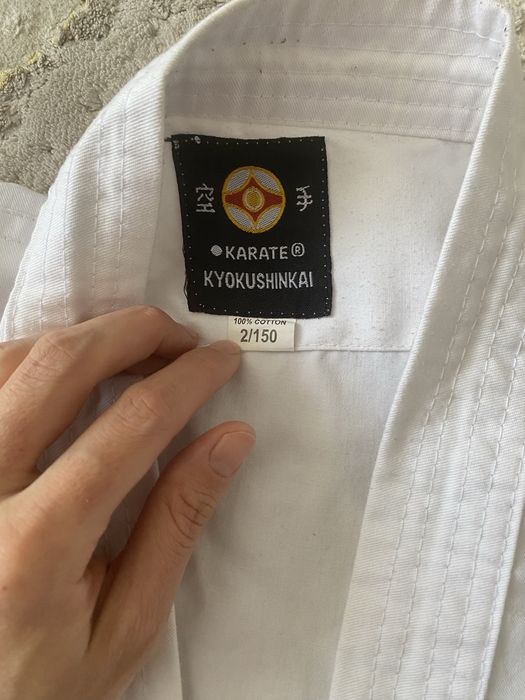 空 手
●KARATE®
KYOKUSHINKAI
100% COTTON
2/150